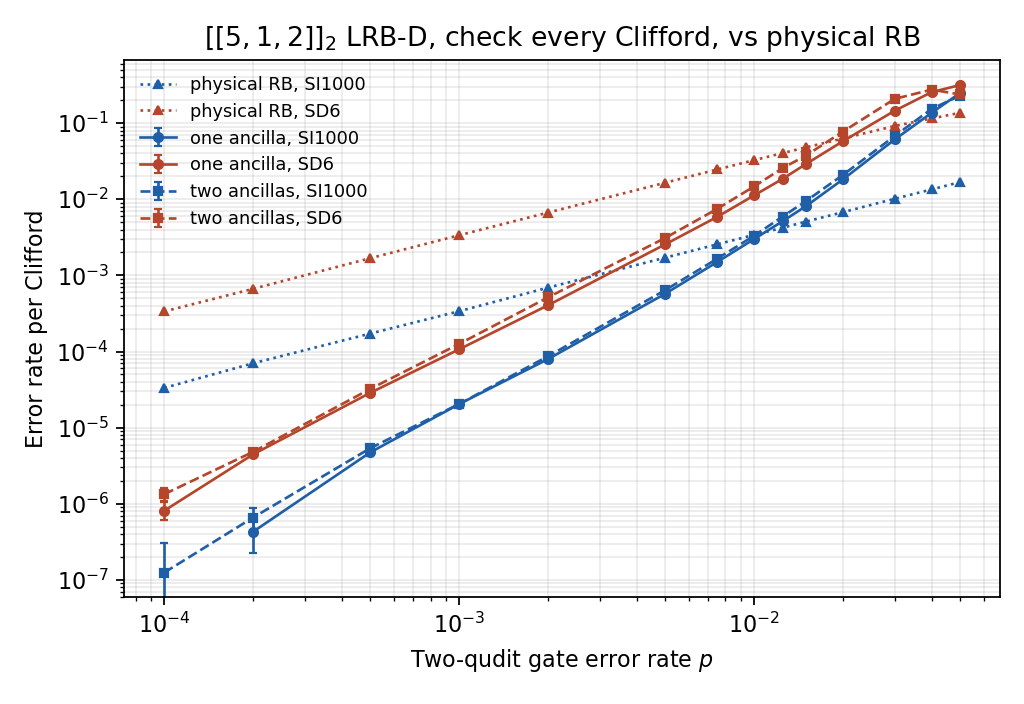 [[5, 1, 2]]₂ LRB-D, check every Clifford, vs physical RB
physical RB, SI1000
physical RB, SD6
one ancilla, SI1000
one ancilla, SD6
two ancillas, SI1000
two ancillas, SD6
Error rate per Clifford
10⁻¹
10⁻²
10⁻³
10⁻⁴
10⁻⁵
10⁻⁶
10⁻⁷
10⁻⁴
10⁻³
10⁻²
Two-qudit gate error rate p